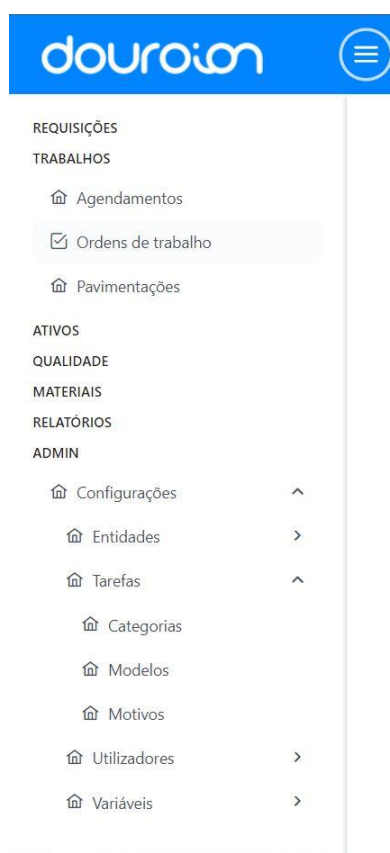 douroion
REQUISIÇÕES
TRABALHOS
Agendamentos
Ordens de trabalho
Pavimentações
ATIVOS
QUALIDADE
MATERIAIS
RELATÓRIOS
ADMIN
Configurações
Entidades
Tarefas
Categorias
Modelos
Motivos
Utilizadores
Variáveis